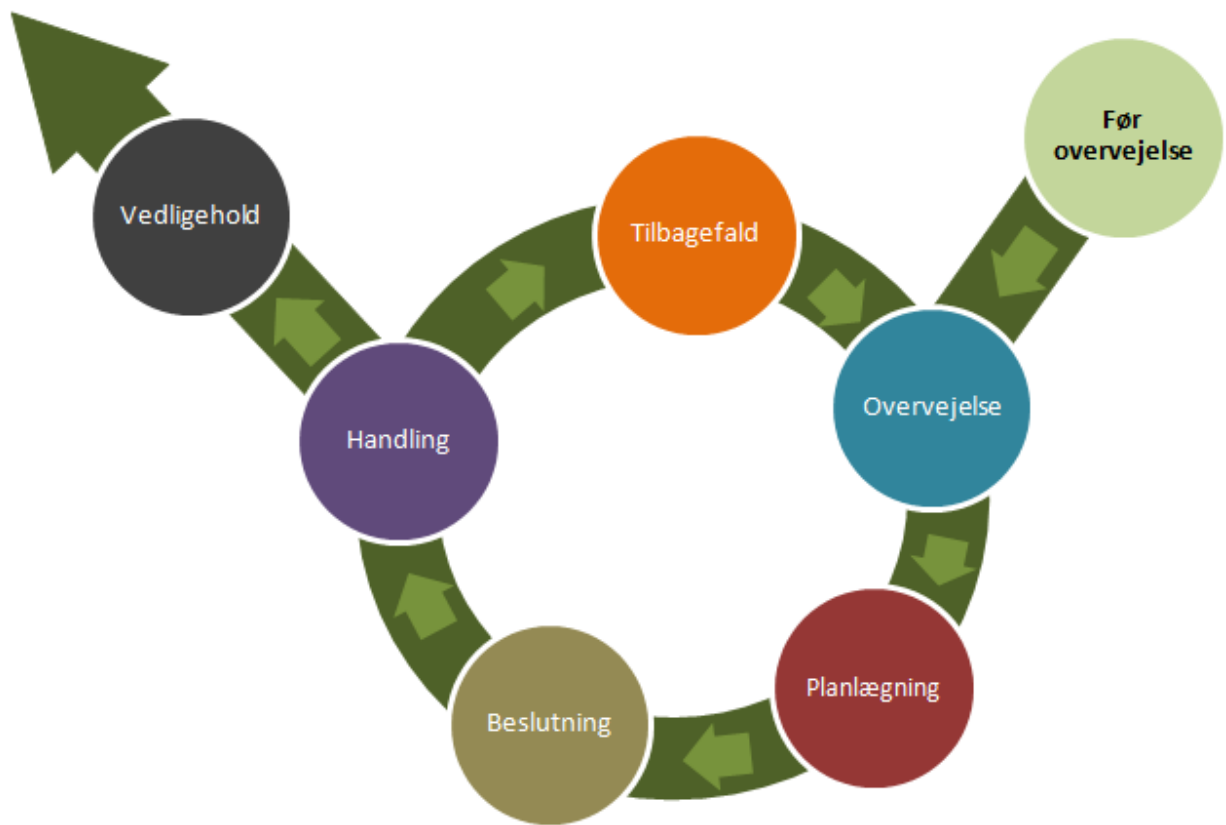 Før
overvejelse
Vedligehold
Tilbagefald
Overvejelse
Handling
Planlægning
Beslutning